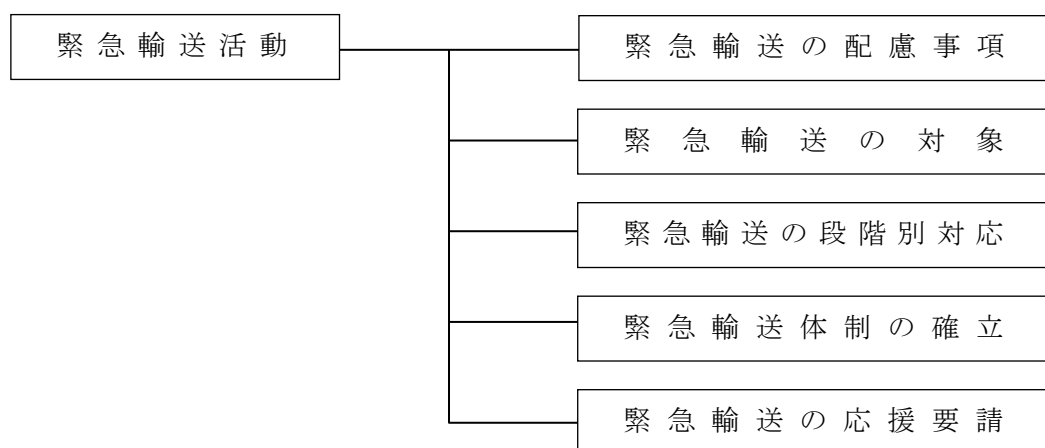 緊急輸送活動
緊急輸送の配慮事項
緊急輸送の対象
緊急輸送の段階別対応
緊急輸送体制の確立
緊急輸送の応援要請